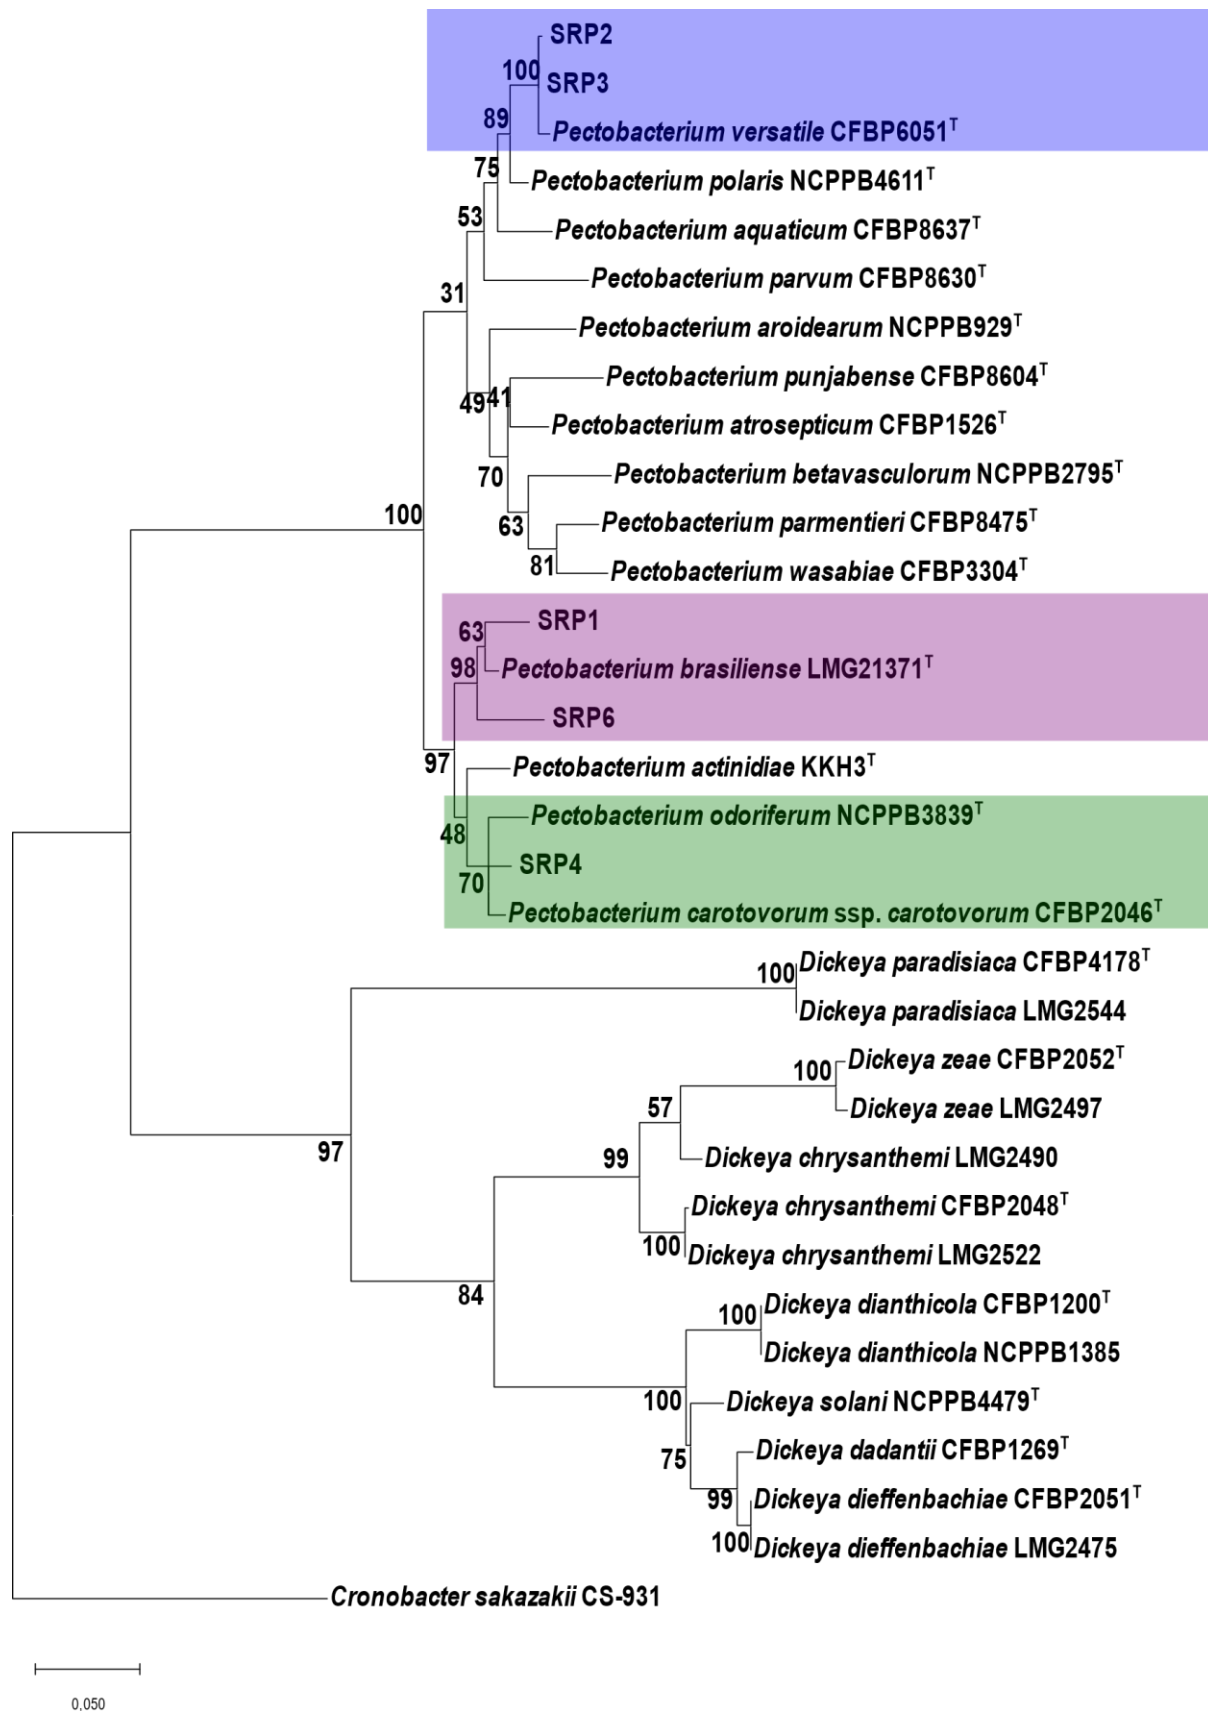 SRP2
100
SRP3
89
Pectobacterium versatile CFBP6051ᵀ
75
Pectobacterium polaris NCPPB4611ᵀ
53
Pectobacterium aquaticum CFBP8637ᵀ
Pectobacterium parvum CFBP8630ᵀ
31
Pectobacterium aroidearum NCPPB929ᵀ
Pectobacterium punjabense CFBP8604ᵀ
49
41
Pectobacterium atrosepticum CFBP1526ᵀ
70
Pectobacterium betavasculorum NCPPB2795ᵀ
100
63
Pectobacterium parmentieri CFBP8475ᵀ
81
Pectobacterium wasabiae CFBP3304ᵀ
SRP1
63
98
Pectobacterium brasiliense LMG21371ᵀ
SRP6
97
Pectobacterium actinidiae KKH3ᵀ
Pectobacterium odoriferum NCPPB3839ᵀ
48
SRP4
70
Pectobacterium carotovorum ssp. carotovorum CFBP2046ᵀ
Dickeya paradisiaca CFBP4178ᵀ
100
Dickeya paradisiaca LMG2544
Dickeya zeae CFBP2052ᵀ
100
Dickeya zeae LMG2497
57
97
99
Dickeya chrysanthemi LMG2490
Dickeya chrysanthemi CFBP2048ᵀ
100
Dickeya chrysanthemi LMG2522
84
Dickeya dianthicola CFBP1200ᵀ
100
Dickeya dianthicola NCPPB1385
100
Dickeya solani NCPPB4479ᵀ
75
Dickeya dadantii CFBP1269ᵀ
99
Dickeya dieffenbachiae CFBP2051ᵀ
100
Dickeya dieffenbachiae LMG2475
Cronobacter sakazakii CS-931
0,050